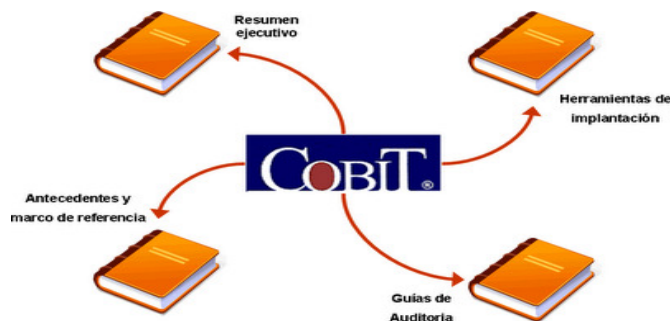 Resumen
ejecutivo
Herramientas de
implantación
COBIT®
Antecedentes y
marco de referencia
Guías de
Auditoria